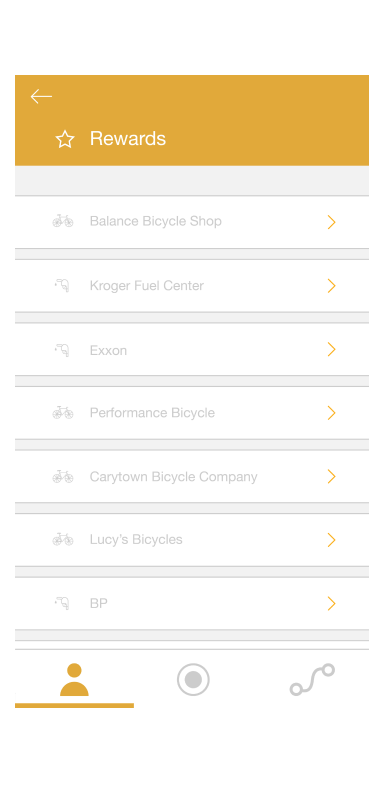 Rewards
Balance Bicycle Shop
Kroger Fuel Center
Exxon
Performance Bicycle
Carytown Bicycle Company
Lucy's Bicycles
BP